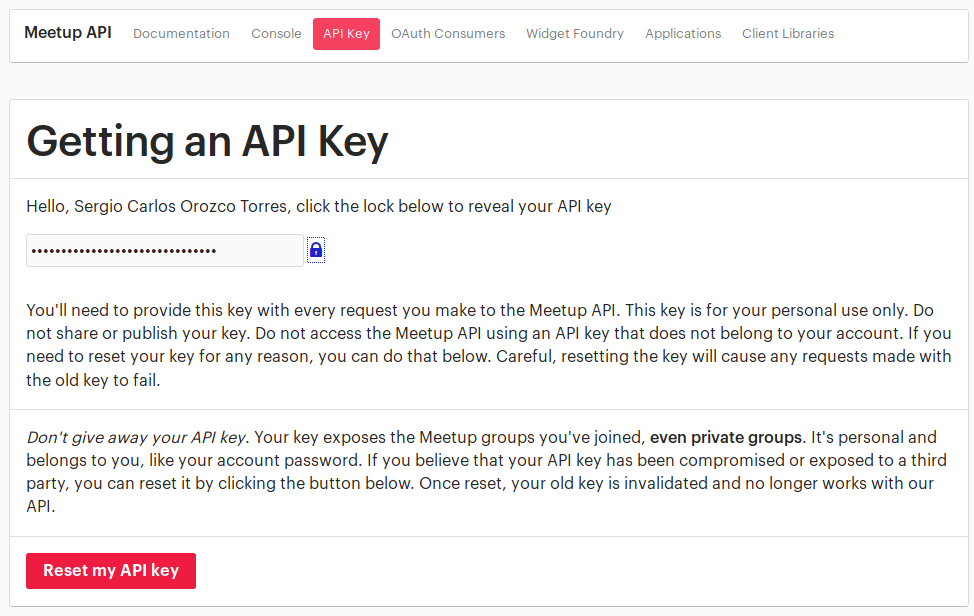 Meetup API Documentation Console API Key OAuth Consumers Widget Foundry Applications Client Libraries
Getting an API Key
Hello, Sergio Carlos Orozco Torres, click the lock below to reveal your API key
•••••••••••••••••••••••••••••••
You'll need to provide this key with every request you make to the Meetup API. This key is for your personal use only. Do
not share or publish your key. Do not access the Meetup API using an API key that does not belong to your account. If you
need to reset your key for any reason, you can do that below. Careful, resetting the key will cause any requests made with
the old key to fail.
Don't give away your API key. Your key exposes the Meetup groups you've joined, even private groups. It's personal and
belongs to you, like your account password. If you believe that your API key has been compromised or exposed to a third
party, you can reset it by clicking the button below. Once reset, your old key is invalidated and no longer works with our
API.
Reset my API key